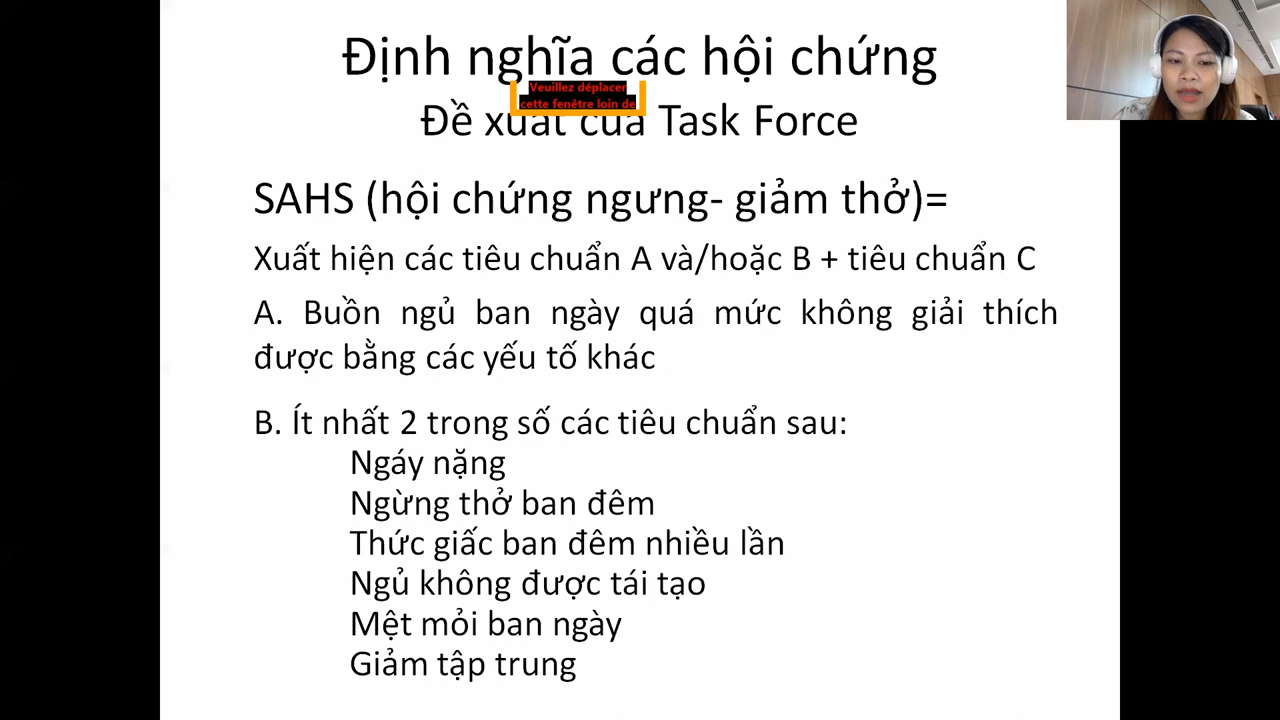 Định nghĩa các hội chứng
Veuillez déplacer
cette fenêtre loin de
Đề xuất của Task Force
SAHS (hội chứng ngưng- giảm thở)=
Xuất hiện các tiêu chuẩn A và/hoặc B + tiêu chuẩn C
A. Buồn ngủ ban ngày quá mức không giải thích
được bằng các yếu tố khác
B. Ít nhất 2 trong số các tiêu chuẩn sau:
Ngáy nặng
Ngừng thở ban đêm
Thức giấc ban đêm nhiều lần
Ngủ không được tái tạo
Mệt mỏi ban ngày
Giảm tập trung